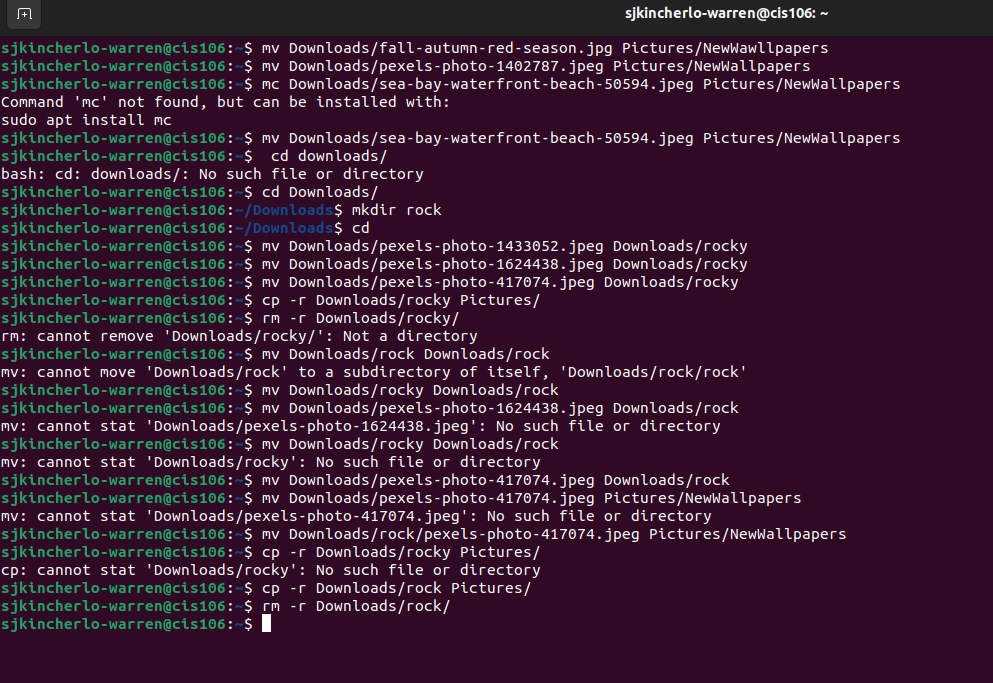 sjkincherlo-warren@cis106: ~
sjkincherlo-warren@cis106:~$ mv Downloads/fall-autumn-red-season.jpg Pictures/NewWawllpapers
sjkincherlo-warren@cis106:~$ mv Downloads/pexels-photo-1402787.jpeg Pictures/NewWallpapers
sjkincherlo-warren@cis106:~$ mc Downloads/sea-bay-waterfront-beach-50594.jpeg Pictures/NewWallpapers
Command 'mc' not found, but can be installed with:
sudo apt install mc
sjkincherlo-warren@cis106:~$ mv Downloads/sea-bay-waterfront-beach-50594.jpeg Pictures/NewWallpapers
sjkincherlo-warren@cis106:~$  cd downloads/
bash: cd: downloads/: No such file or directory
sjkincherlo-warren@cis106:~$ cd Downloads/
sjkincherlo-warren@cis106:~/Downloads$ mkdir rock
sjkincherlo-warren@cis106:~/Downloads$ cd
sjkincherlo-warren@cis106:~$ mv Downloads/pexels-photo-1433052.jpeg Downloads/rocky
sjkincherlo-warren@cis106:~$ mv Downloads/pexels-photo-1624438.jpeg Downloads/rocky
sjkincherlo-warren@cis106:~$ mv Downloads/pexels-photo-417074.jpeg Downloads/rocky
sjkincherlo-warren@cis106:~$ cp -r Downloads/rocky Pictures/
sjkincherlo-warren@cis106:~$ rm -r Downloads/rocky/
rm: cannot remove 'Downloads/rocky/': Not a directory
sjkincherlo-warren@cis106:~$ mv Downloads/rock Downloads/rock
mv: cannot move 'Downloads/rock' to a subdirectory of itself, 'Downloads/rock/rock'
sjkincherlo-warren@cis106:~$ mv Downloads/rocky Downloads/rock
sjkincherlo-warren@cis106:~$ mv Downloads/pexels-photo-1624438.jpeg Downloads/rock
mv: cannot stat 'Downloads/pexels-photo-1624438.jpeg': No such file or directory
sjkincherlo-warren@cis106:~$ mv Downloads/rocky Downloads/rock
mv: cannot stat 'Downloads/rocky': No such file or directory
sjkincherlo-warren@cis106:~$ mv Downloads/pexels-photo-417074.jpeg Downloads/rock
sjkincherlo-warren@cis106:~$ mv Downloads/pexels-photo-417074.jpeg Pictures/NewWallpapers
mv: cannot stat 'Downloads/pexels-photo-417074.jpeg': No such file or directory
sjkincherlo-warren@cis106:~$ mv Downloads/rock/pexels-photo-417074.jpeg Pictures/NewWallpapers
sjkincherlo-warren@cis106:~$ cp -r Downloads/rocky Pictures/
cp: cannot stat 'Downloads/rocky': No such file or directory
sjkincherlo-warren@cis106:~$ cp -r Downloads/rock Pictures/
sjkincherlo-warren@cis106:~$ rm -r Downloads/rock/
sjkincherlo-warren@cis106:~$